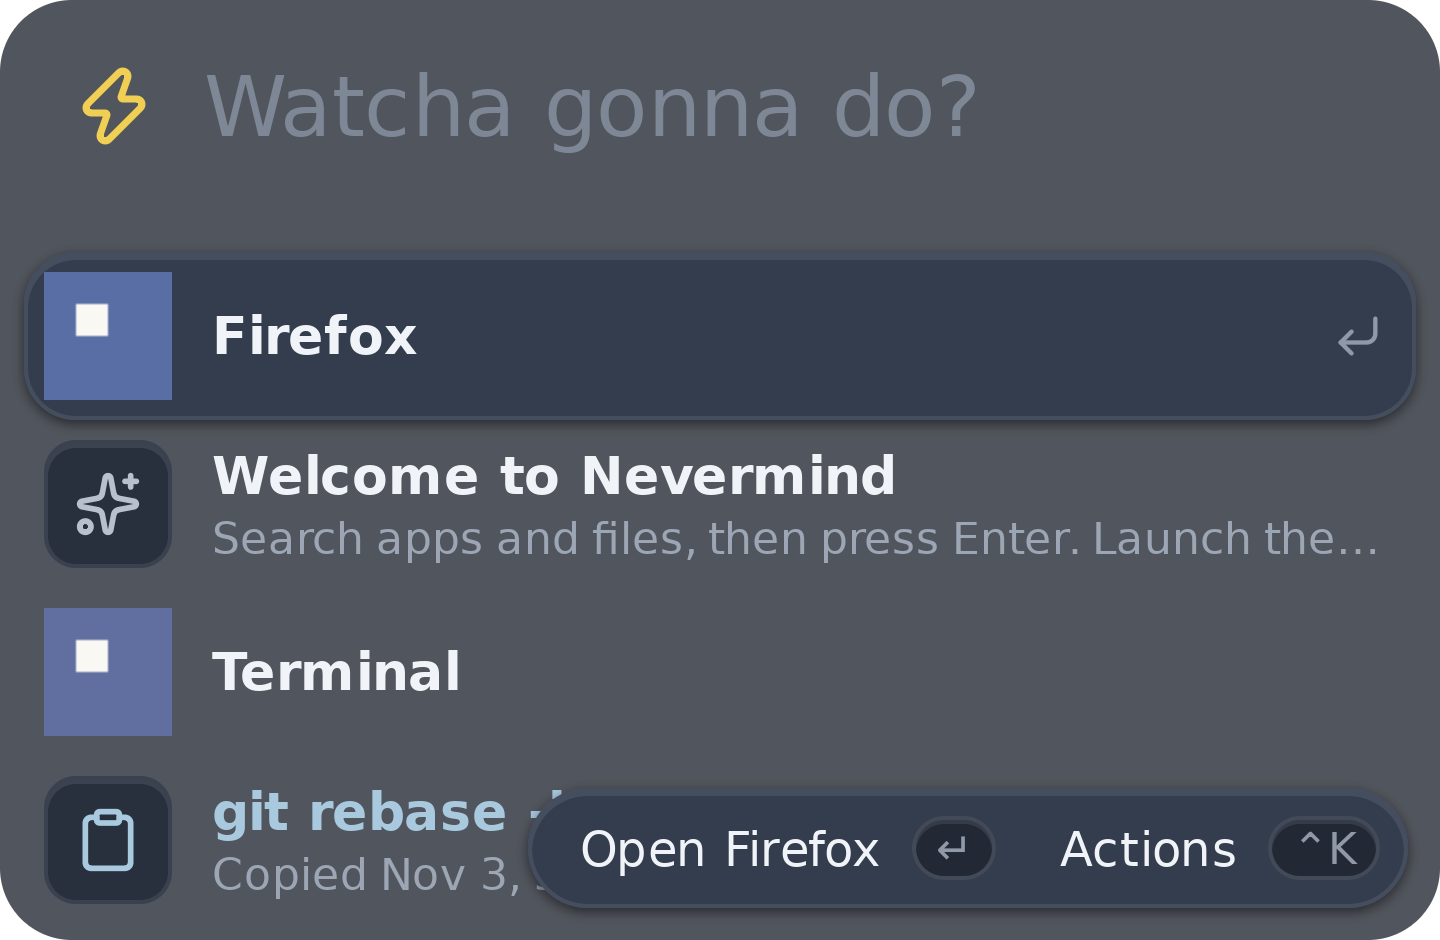 Watcha gonna do?
Firefox
Welcome to Nevermind
Search apps and files, then press Enter. Launch the...
Terminal
git rebase
Copied Nov 3,
Open Firefox
Actions ^K